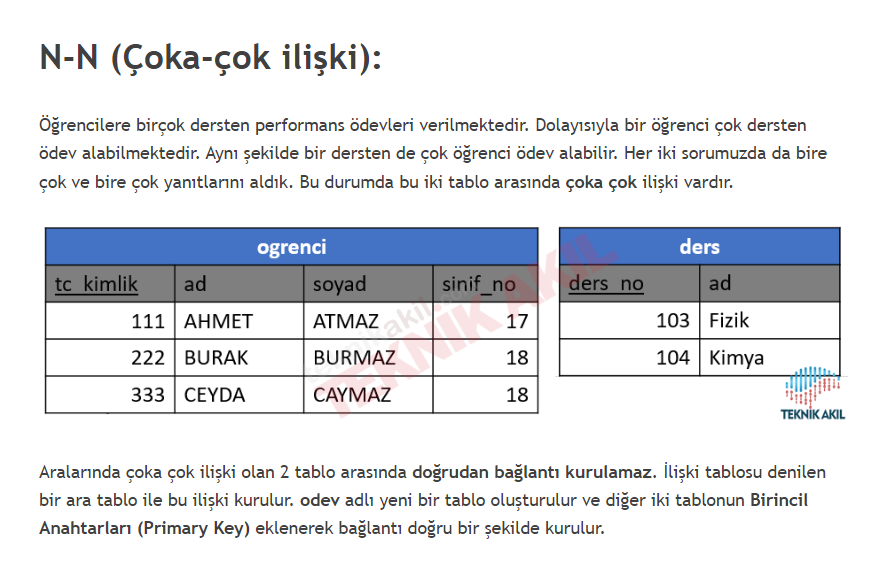 N-N (Çoka-çok ilişki):
Öğrencilere birçok dersten performans ödevleri verilmektedir. Dolayısıyla bir öğrenci çok dersten
ödev alabilmektedir. Aynı şekilde bir dersten de çok öğrenci ödev alabilir. Her iki sorumuzda da bire
çok ve bire çok yanıtlarını aldık. Bu durumda bu iki tablo arasında çoka çok ilişki vardır.
ogrenci
tc_kimlik ad soyad sinif_no
111 AHMET ATMAZ 17
222 BURAK BURMAZ 18
333 CEYDA CAYMAZ 18
ders
ders_no ad
103 Fizik
104 Kimya
TEKNİK AKIL
TEKNİK AKIL
Aralarında çoka çok ilişki olan 2 tablo arasında doğrudan bağlantı kurulamaz. İlişki tablosu denilen
bir ara tablo ile bu ilişki kurulur. odev adlı yeni bir tablo oluşturulur ve diğer iki tablonun Birincil
Anahtarları (Primary Key) eklenerek bağlantı doğru bir şekilde kurulur.